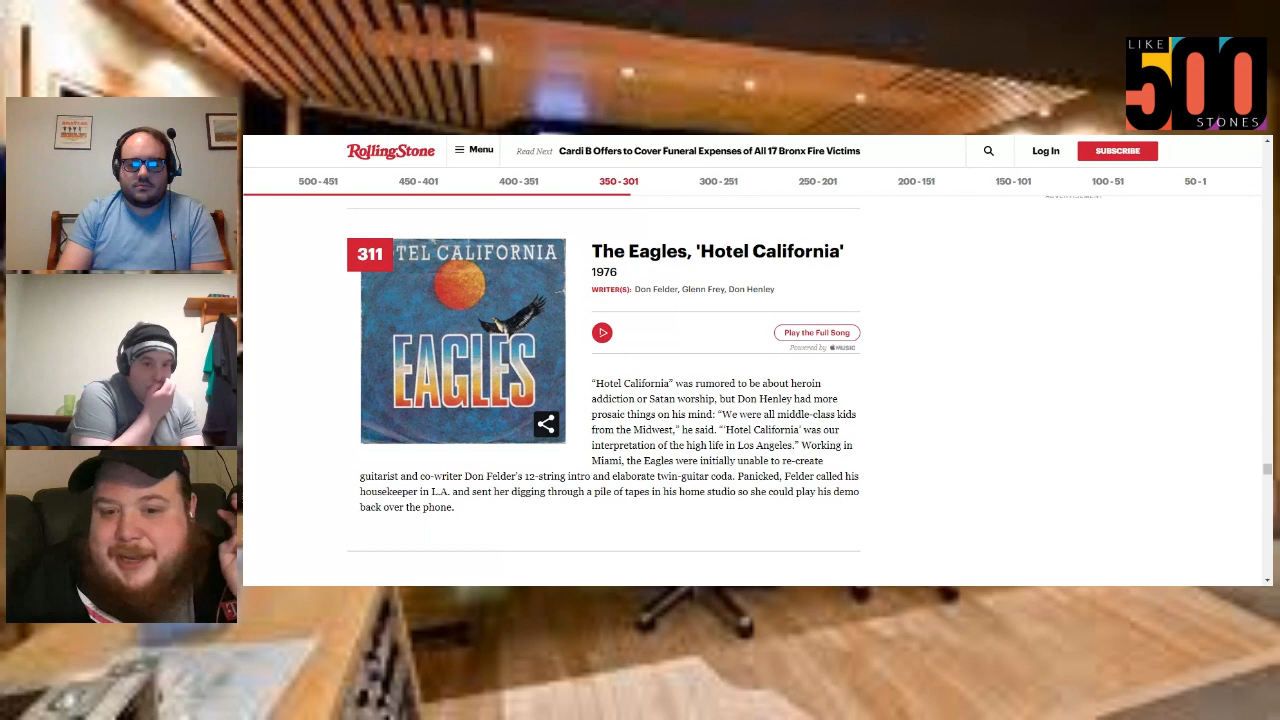 LIKE
500
STONES
RollingStone
Menu
Read Next Cardi B Offers to Cover Funeral Expenses of All 17 Bronx Fire Victims
Log In
SUBSCRIBE
500 - 451 450 - 401 400 - 351 350 - 301 300 - 251 250 - 201 200 - 151 150 - 101 100 - 51 50 - 1
ADVERTISEMENT
311
TEL CALIFORNIA
EAGLES
The Eagles, 'Hotel California'
1976
WRITER(S): Don Felder, Glenn Frey, Don Henley
Play the Full Song
Powered by MUSIC
“Hotel California” was rumored to be about heroin
addiction or Satan worship, but Don Henley had more
prosaic things on his mind: “We were all middle-class kids
from the Midwest,” he said. “‘Hotel California’ was our
interpretation of the high life in Los Angeles.” Working in
Miami, the Eagles were initially unable to re-create
guitarist and co-writer Don Felder’s 12-string intro and elaborate twin-guitar coda. Panicked, Felder called his
housekeeper in L.A. and sent her digging through a pile of tapes in his home studio so she could play his demo
back over the phone.